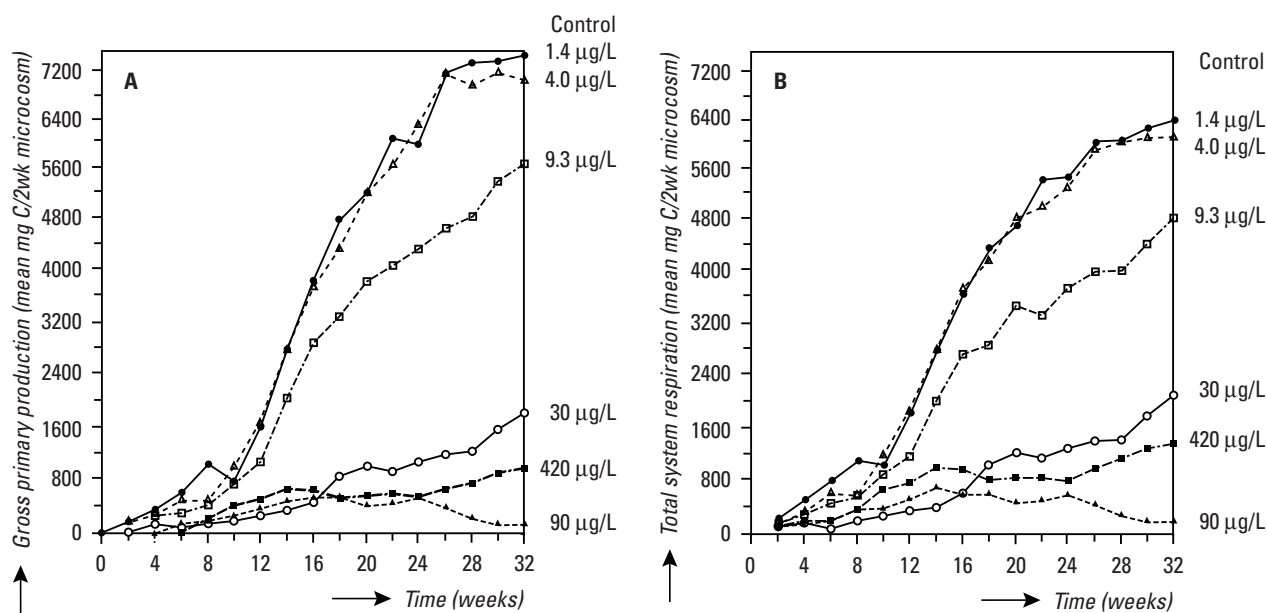 Gross primary production (mean mg C/2wk microcosm)
A
7200
6400
5600
4800
4000
3200
2400
1600
800
0
0 4 8 12 16 20 24 28 32
Time (weeks)
Control
1.4 µg/L
4.0 µg/L
9.3 µg/L
30 µg/L
420 µg/L
90 µg/L
Total system respiration (mean mg C/2wk microcosm)
B
7200
6400
5600
4800
4000
3200
2400
1600
800
0
0 4 8 12 16 20 24 28 32
Time (weeks)
Control
1.4 µg/L
4.0 µg/L
9.3 µg/L
30 µg/L
420 µg/L
90 µg/L